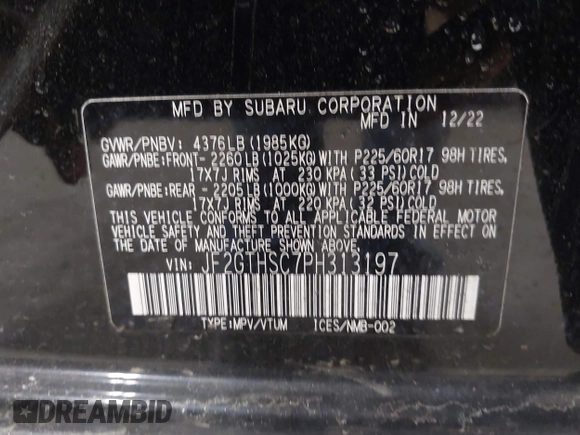 MFD BY SUBARU CORPORATION
MFD IN 12/22
GVWR/PNBV: 4376LB(1985KG)
GAWR/PNBE:FRONT- 2260LB(1025KG)WITH P225/60R17 98H TIRES,
17X7J RIMS AT 230 KPA(33 PSI)COLD
GAWR/PNBE:REAR - 2205LB(1000KG)WITH P225/60R17 98H TIRES,
17X7J RIMS AT 220 KPA(32 PSI)COLD
THIS VEHICLE CONFORMS TO ALL APPLICABLE FEDERAL MOTOR
VEHICLE SAFETY AND THEFT PREVENTION STANDARDS IN EFFECT
ON THE DATE OF MANUFACTURE SHOWN ABOVE.
VIN: JF2GTHSC7PH313197
TYPE:MPV/VTUM ICES/NMB-002
DREAMBID